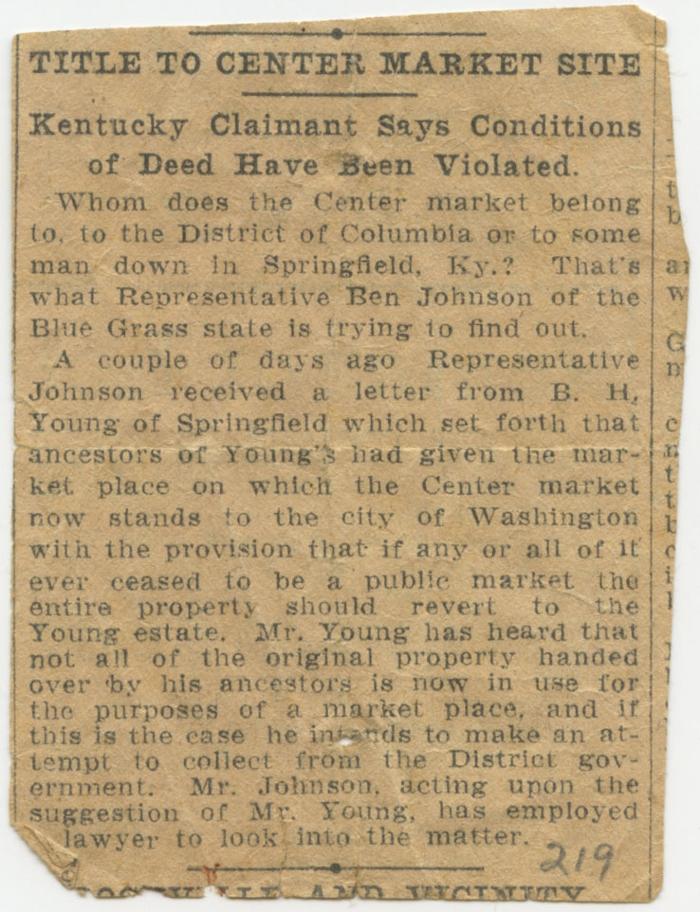 TITLE TO CENTER MARKET SITE
Kentucky Claimant Says Conditions
of Deed Have Been Violated.
Whom does the Center market belong
to, to the District of Columbia or to some
man down in Springfield, Ky.? That's
what Representative Ben Johnson of the
Blue Grass state is trying to find out.
A couple of days ago Representative
Johnson received a letter from B. H.
Young of Springfield which set forth that
ancestors of Young's had given the mar-
ket place on which the Center market
now stands to the city of Washington
with the provision that if any or all of it
ever ceased to be a public market the
entire property should revert to the
Young estate. Mr. Young has heard that
not all of the original property handed
over by his ancestors is now in use for
the purposes of a market place, and if
this is the case he intends to make an at-
tempt to collect from the District gov-
ernment. Mr. Johnson, acting upon the
suggestion of Mr. Young, has employed
lawyer to look into the matter.
219
AND VICINITY